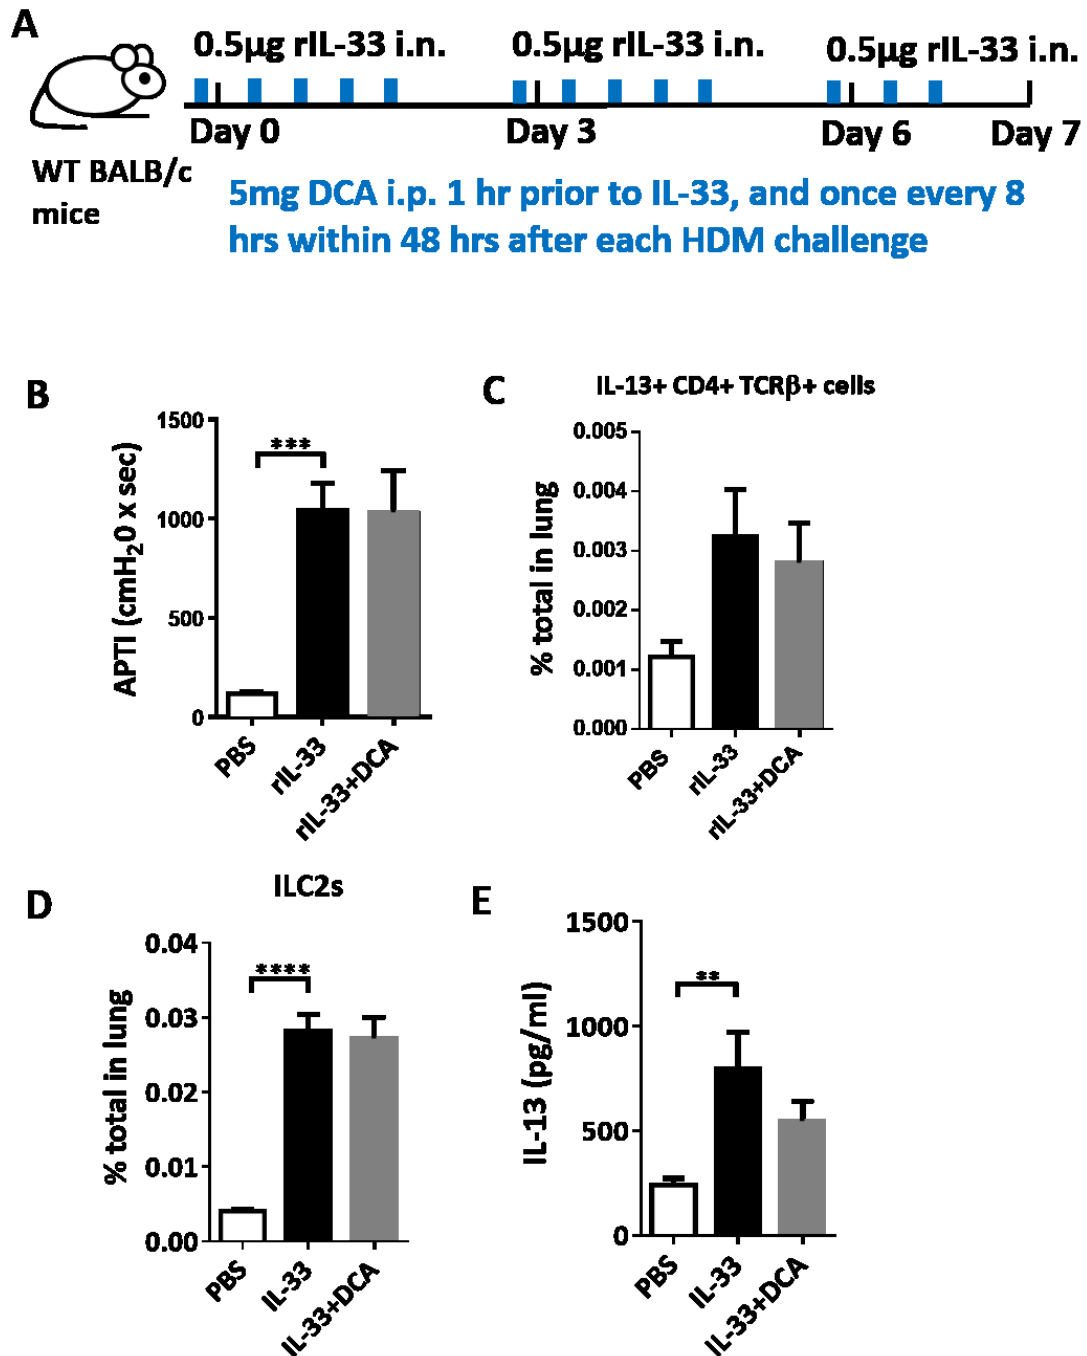 A
0.5µg rIL-33 i.n.
0.5µg rIL-33 i.n.
0.5µg rIL-33 i.n.
Day 0
Day 3
Day 6
Day 7
WT BALB/c
mice
5mg DCA i.p. 1 hr prior to IL-33, and once every 8
hrs within 48 hrs after each HDM challenge
B
APTI (cmH₂0 x sec)
1500
1000
500
0
***
PBS
rIL-33
rIL-33+DCA
C
IL-13+ CD4+ TCRβ+ cells
% total in lung
0.005
0.004
0.003
0.002
0.001
0.000
PBS
rIL-33
rIL-33+DCA
D
ILC2s
% total in lung
0.04
0.03
0.02
0.01
0.00
****
PBS
IL-33
IL-33+DCA
E
IL-13 (pg/ml)
1500
1000
500
0
**
PBS
IL-33
IL-33+DCA